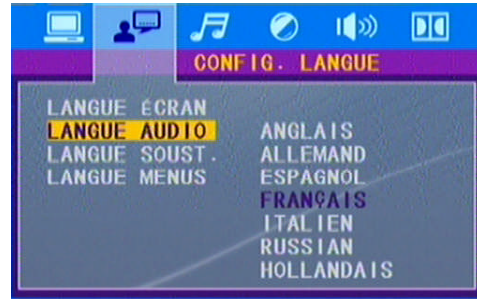 CONFIG. LANGUE
LANGUE ÉCRAN
LANGUE AUDIO
LANGUE SOUST.
LANGUE MENUS
ANGLAIS
ALLEMAND
ESPAGNOL
FRANÇAIS
ITALIEN
RUSSIAN
HOLLANDAIS